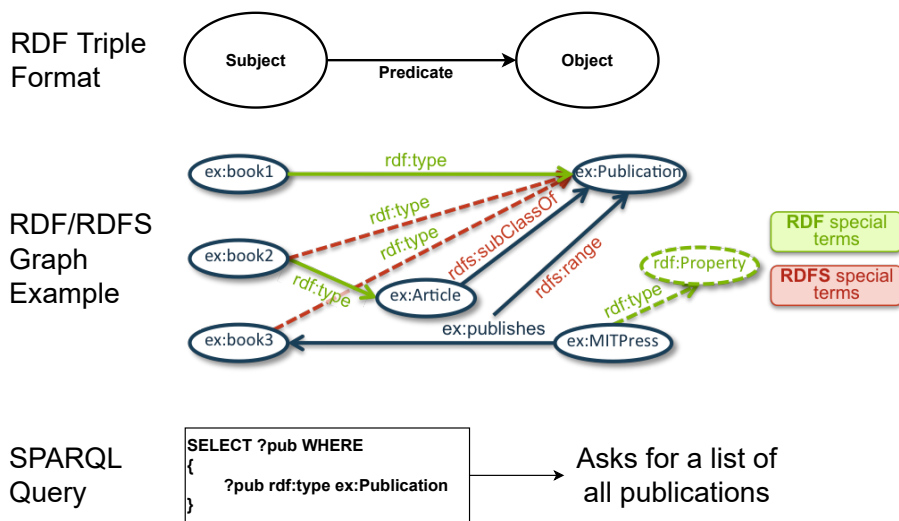 RDF Triple
Format
Subject
Predicate
Object
RDF/RDFS
Graph
Example
ex:book1
rdf:type
ex:Publication
ex:book2
rdf:type
rdf:type
rdf:type
rdfs:subClassOf
rdfs:range
ex:Article
ex:publishes
ex:book3
ex:MITPress
rdf:type
rdf:Property
RDF special
terms
RDFS special
terms
SPARQL
Query
SELECT ?pub WHERE
{
?pub rdf:type ex:Publication
}
Asks for a list of
all publications